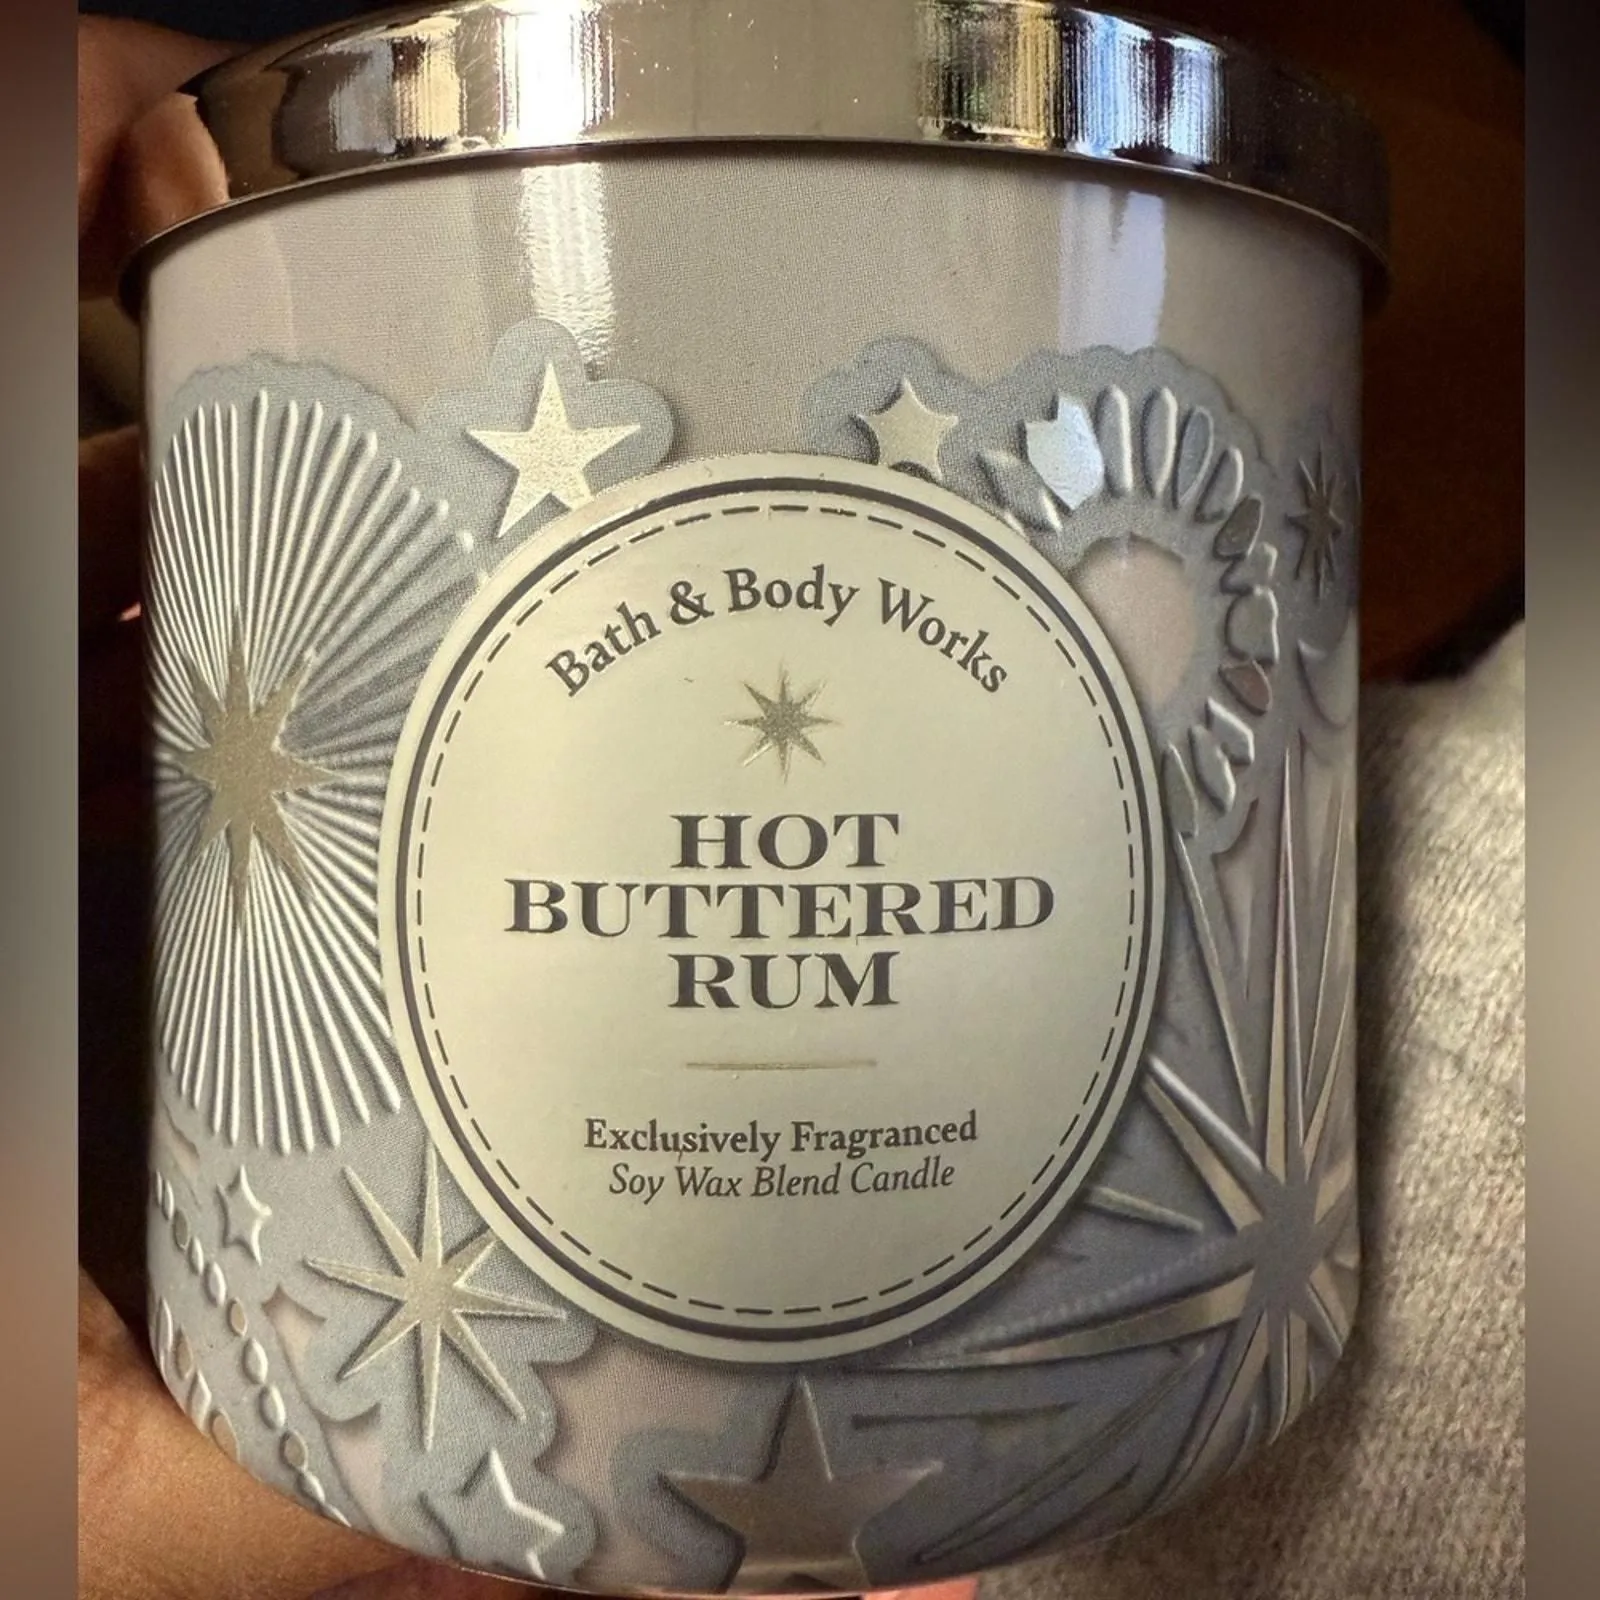 Bath & Body Works
HOT
BUTTERED
RUM
Exclusively Fragranced
Soy Wax Blend Candle